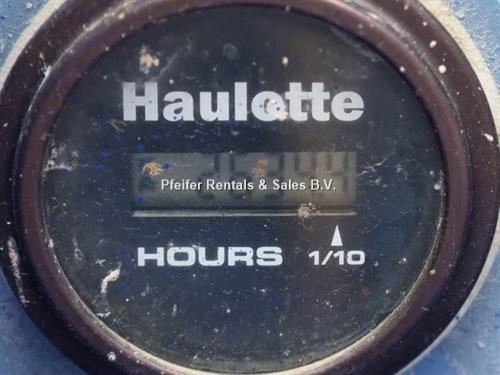 Haulotte
Pfeifer Rentals & Sales B.V.
HOURS 1/10